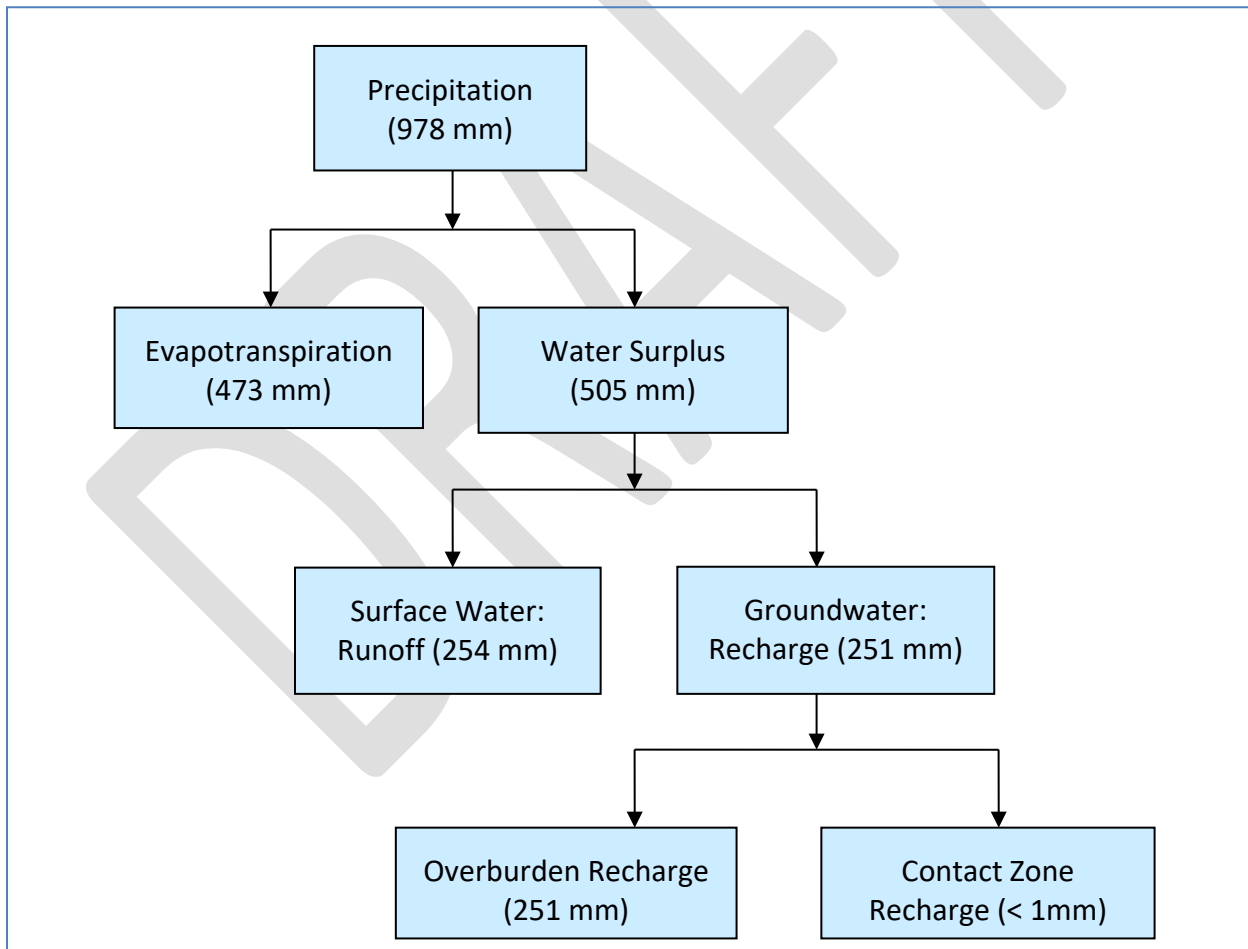 Precipitation
(978 mm)
Evapotranspiration
(473 mm)
Water Surplus
(505 mm)
Surface Water:
Runoff (254 mm)
Groundwater:
Recharge (251 mm)
Overburden Recharge
(251 mm)
Contact Zone
Recharge (< 1mm)
DRAFT